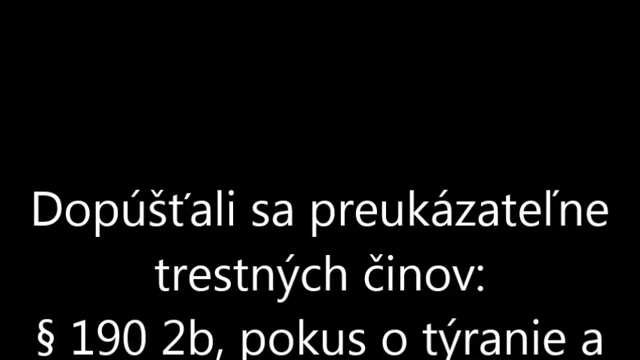 Dopúšťali sa preukázateľne
trestných činov:
§ 190 2b, pokus o týranie a